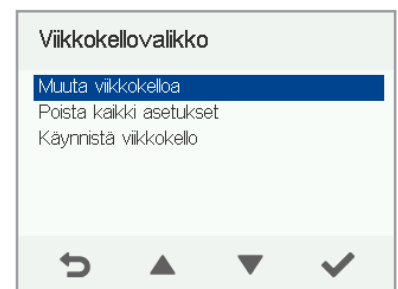 Viikkokellovalikko
Muuta viikkokelloa
Poista kaikki asetukset
Käynnistä viikkokello